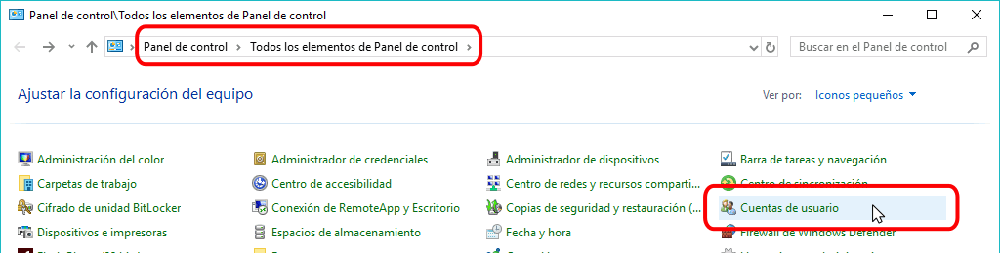 Panel de control\Todos los elementos de Panel de control
Panel de control > Todos los elementos de Panel de control >
Buscar en el Panel de control
Ajustar la configuración del equipo
Ver por: Iconos pequeños
Administración del color
Administrador de credenciales
Administrador de dispositivos
Barra de tareas y navegación
Carpetas de trabajo
Centro de accesibilidad
Centro de redes y recursos comparti...
Centro de sincronización
Cifrado de unidad BitLocker
Conexión de RemoteApp y Escritorio
Copias de seguridad y restauración (...
Cuentas de usuario
Dispositivos e impresoras
Espacios de almacenamiento
Fecha y hora
Firewall de Windows Defender